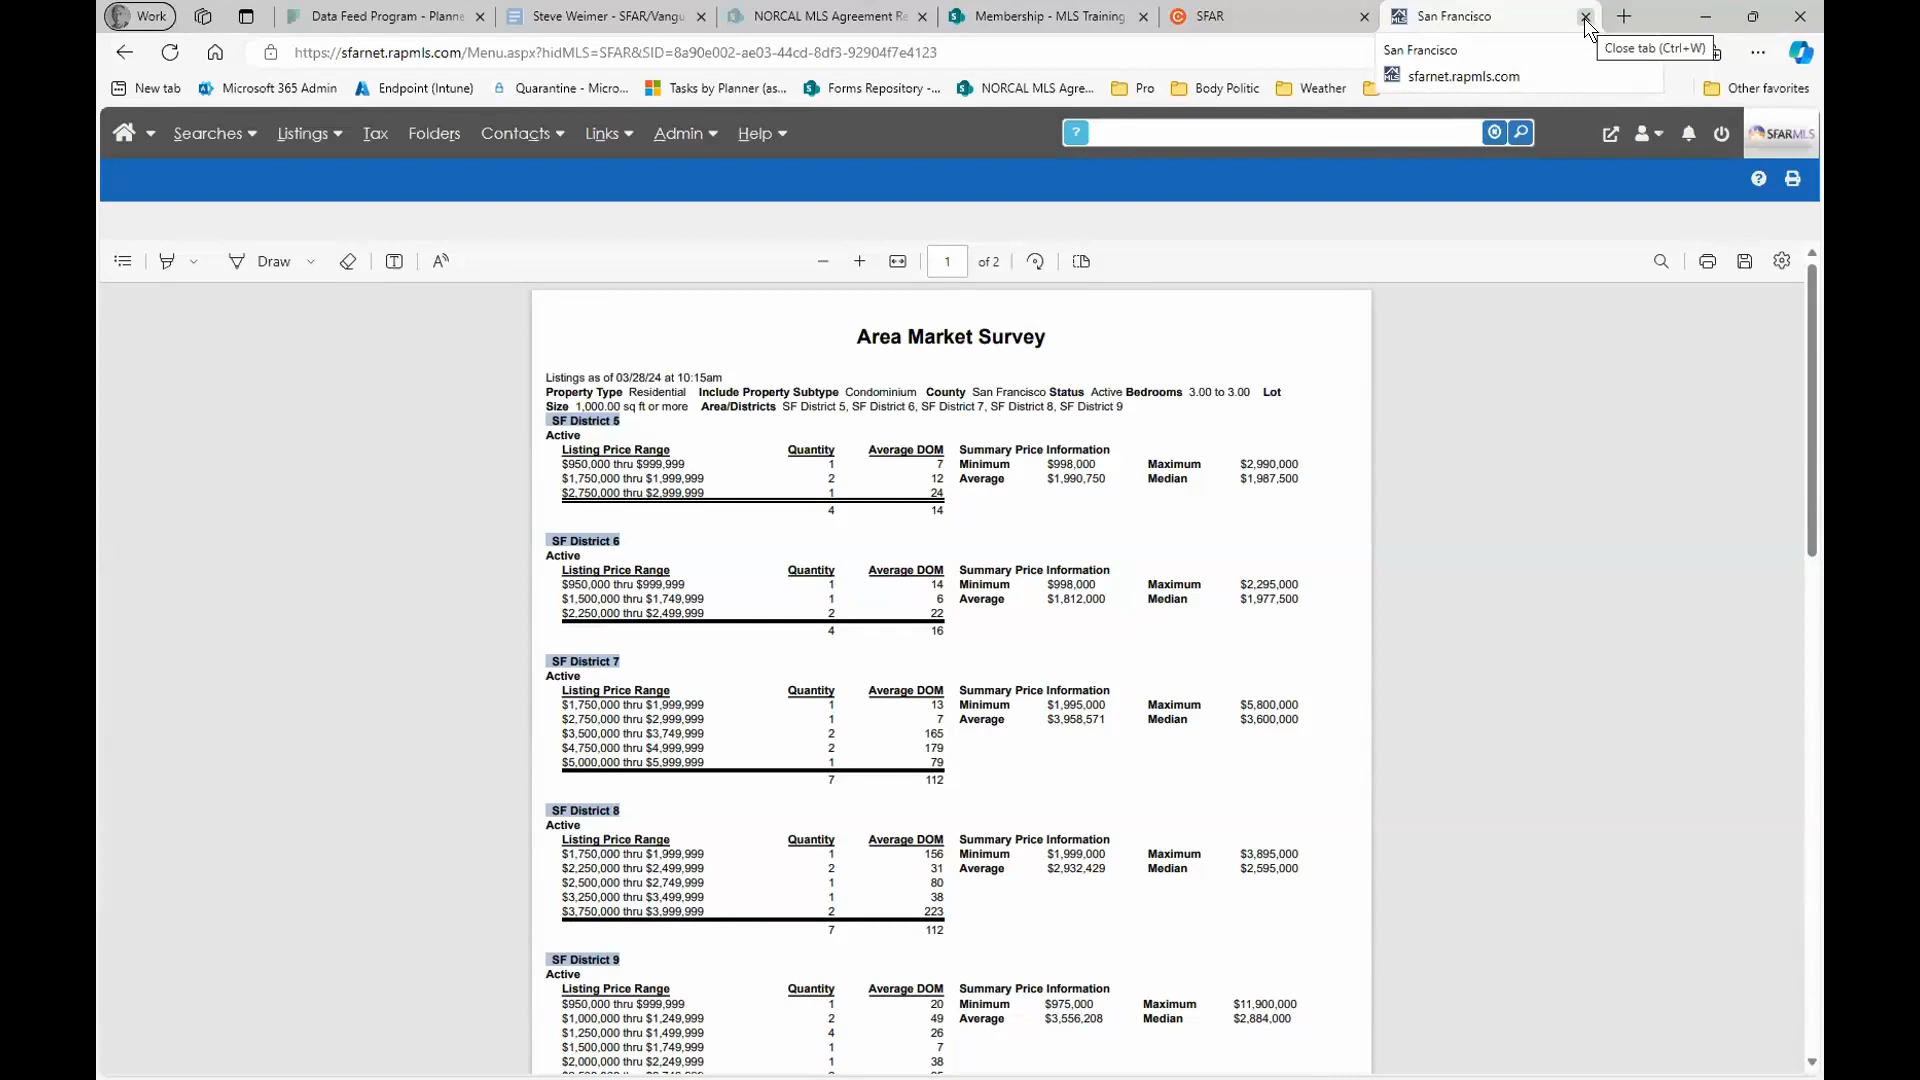 Work
Data Feed Program - Planne
Steve Weimer - SFAR/Vangu
NORCAL MLS Agreement Re
Membership - MLS Training
SFAR
San Francisco
https://sfarnet.rapmls.com/Menu.aspx?hidMLS=SFAR&SID=8a90e002-ae03-44cd-8df3-92904f7e4123
San Francisco
Close tab (Ctrl+W)
sfarnet.rapmls.com
New tab
Microsoft 365 Admin
Endpoint (Intune)
Quarantine - Micro...
Tasks by Planner (as...
Forms Repository -...
NORCAL MLS Agre...
Pro
Body Politic
Weather
Other favorites
Searches
Listings
Tax
Folders
Contacts
Links
Admin
Help
?
SFARMLS
?
Draw
1 of 2
Area Market Survey
Listings as of 03/28/24 at 10:15am
Property Type Residential Include Property Subtype Condominium County San Francisco Status Active Bedrooms 3.00 to 3.00 Lot
Size 1,000.00 sq ft or more Area/Districts SF District 5, SF District 6, SF District 7, SF District 8, SF District 9
SF District 5
Active
Listing Price Range Quantity Average DOM Summary Price Information
$950,000 thru $999,999 1 7 Minimum $998,000 Maximum $2,990,000
$1,750,000 thru $1,999,999 2 12 Average $1,990,750 Median $1,987,500
$2,750,000 thru $2,999,999 1 24
4 14
SF District 6
Active
Listing Price Range Quantity Average DOM Summary Price Information
$950,000 thru $999,999 1 14 Minimum $998,000 Maximum $2,295,000
$1,500,000 thru $1,749,999 1 6 Average $1,812,000 Median $1,977,500
$2,250,000 thru $2,499,999 2 22
4 16
SF District 7
Active
Listing Price Range Quantity Average DOM Summary Price Information
$1,750,000 thru $1,999,999 1 13 Minimum $1,995,000 Maximum $5,800,000
$2,750,000 thru $2,999,999 1 7 Average $3,958,571 Median $3,600,000
$3,500,000 thru $3,749,999 2 165
$4,750,000 thru $4,999,999 2 179
$5,000,000 thru $5,999,999 1 79
7 112
SF District 8
Active
Listing Price Range Quantity Average DOM Summary Price Information
$1,750,000 thru $1,999,999 1 156 Minimum $1,999,000 Maximum $3,895,000
$2,250,000 thru $2,499,999 2 31 Average $2,932,429 Median $2,595,000
$2,500,000 thru $2,749,999 1 80
$3,250,000 thru $3,499,999 1 38
$3,750,000 thru $3,999,999 2 223
7 112
SF District 9
Active
Listing Price Range Quantity Average DOM Summary Price Information
$950,000 thru $999,999 1 20 Minimum $975,000 Maximum $11,900,000
$1,000,000 thru $1,249,999 2 49 Average $3,556,208 Median $2,884,000
$1,250,000 thru $1,499,999 4 26
$1,500,000 thru $1,749,999 1 7
$2,000,000 thru $2,249,999 1 38